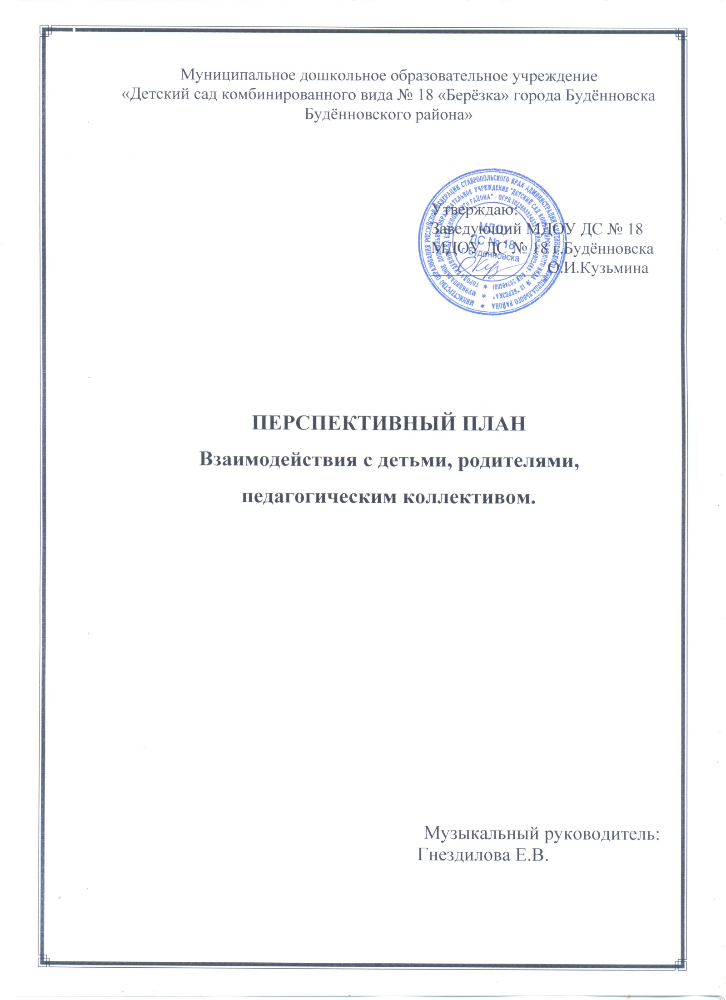 Муниципальное дошкольное образовательное учреждение
«Детский сад комбинированного вида № 18 «Берёзка» города Будённовска
Будённовского района»
Утверждаю:
Заведующий МДОУ ДС № 18
МДОУ ДС № 18 г.Будённовска
О.И.Кузьмина
МДОУ
ДС № 18
г. Будённовска
ПЕРСПЕКТИВНЫЙ ПЛАН
Взаимодействия с детьми, родителями,
педагогическим коллективом.
Музыкальный руководитель:
Гнездилова Е.В.